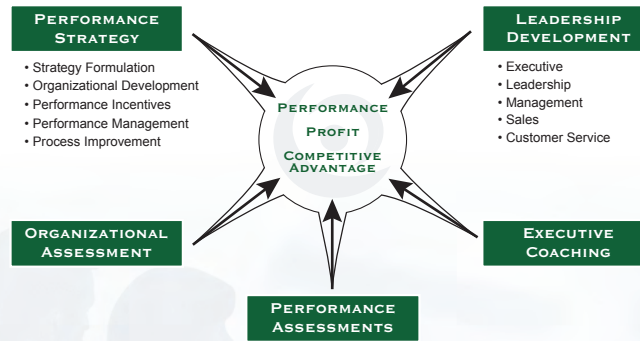 PERFORMANCE
STRATEGY
• Strategy Formulation
• Organizational Development
• Performance Incentives
• Performance Management
• Process Improvement
LEADERSHIP
DEVELOPMENT
• Executive
• Leadership
• Management
• Sales
• Customer Service
PERFORMANCE
PROFIT
COMPETITIVE
ADVANTAGE
ORGANIZATIONAL
ASSESSMENT
EXECUTIVE
COACHING
PERFORMANCE
ASSESSMENTS